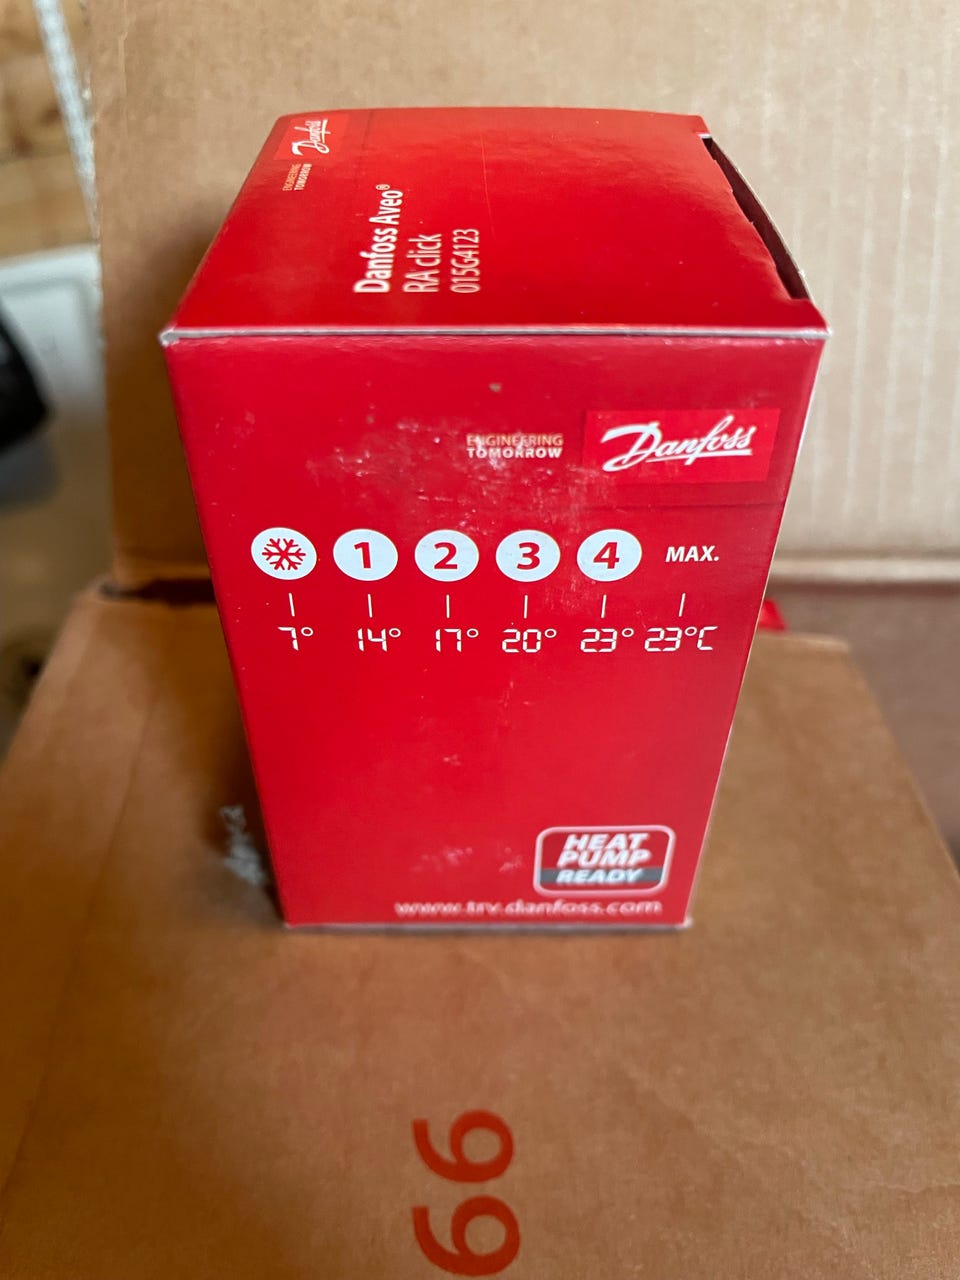 Danfoss
ENGINEERING
TOMORROW
Danfoss Aveo®
RA click
015G4123
ENGINEERING
TOMORROW
Danfoss
1 2 3 4 MAX.
7° 14° 17° 20° 23° 23°C
HEAT
PUMP
READY
www.trv.danfoss.com
99